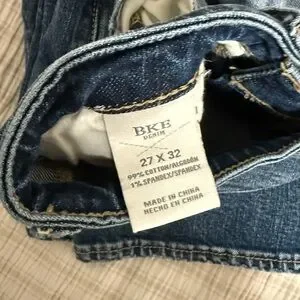 BKE
DENIM
27 X 32
99% COTTON/ALGODÓN
1% SPANDEX/SPANDEX
MADE IN CHINA
HECHO EN CHINA